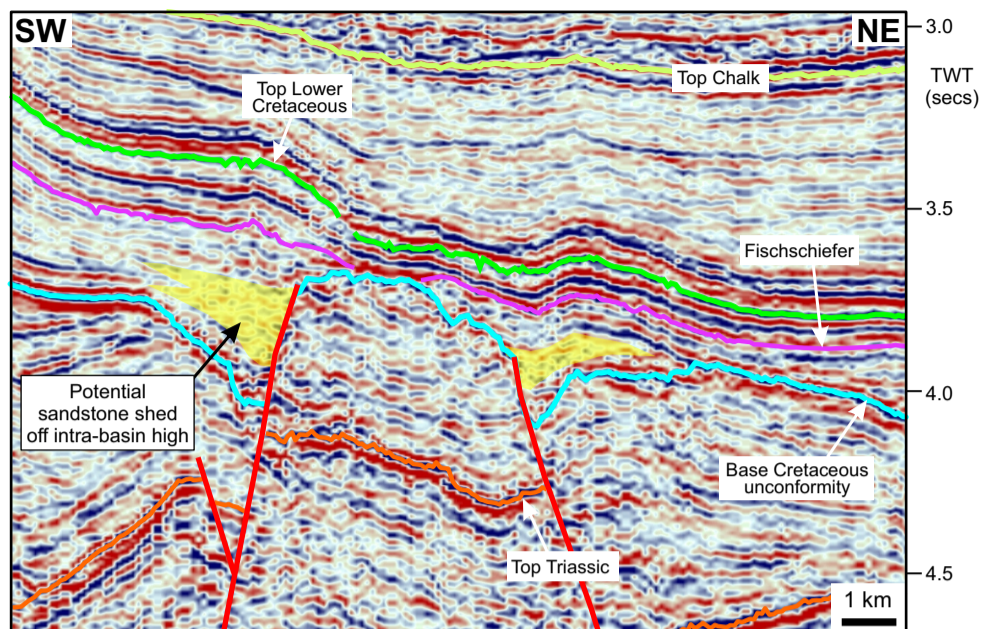 SW
NE
3.0
TWT
(secs)
Top Chalk
Top Lower
Cretaceous
3.5
Fischschiefer
Potential
sandstone shed
off intra-basin high
4.0
Base Cretaceous
unconformity
Top Triassic
4.5
1 km